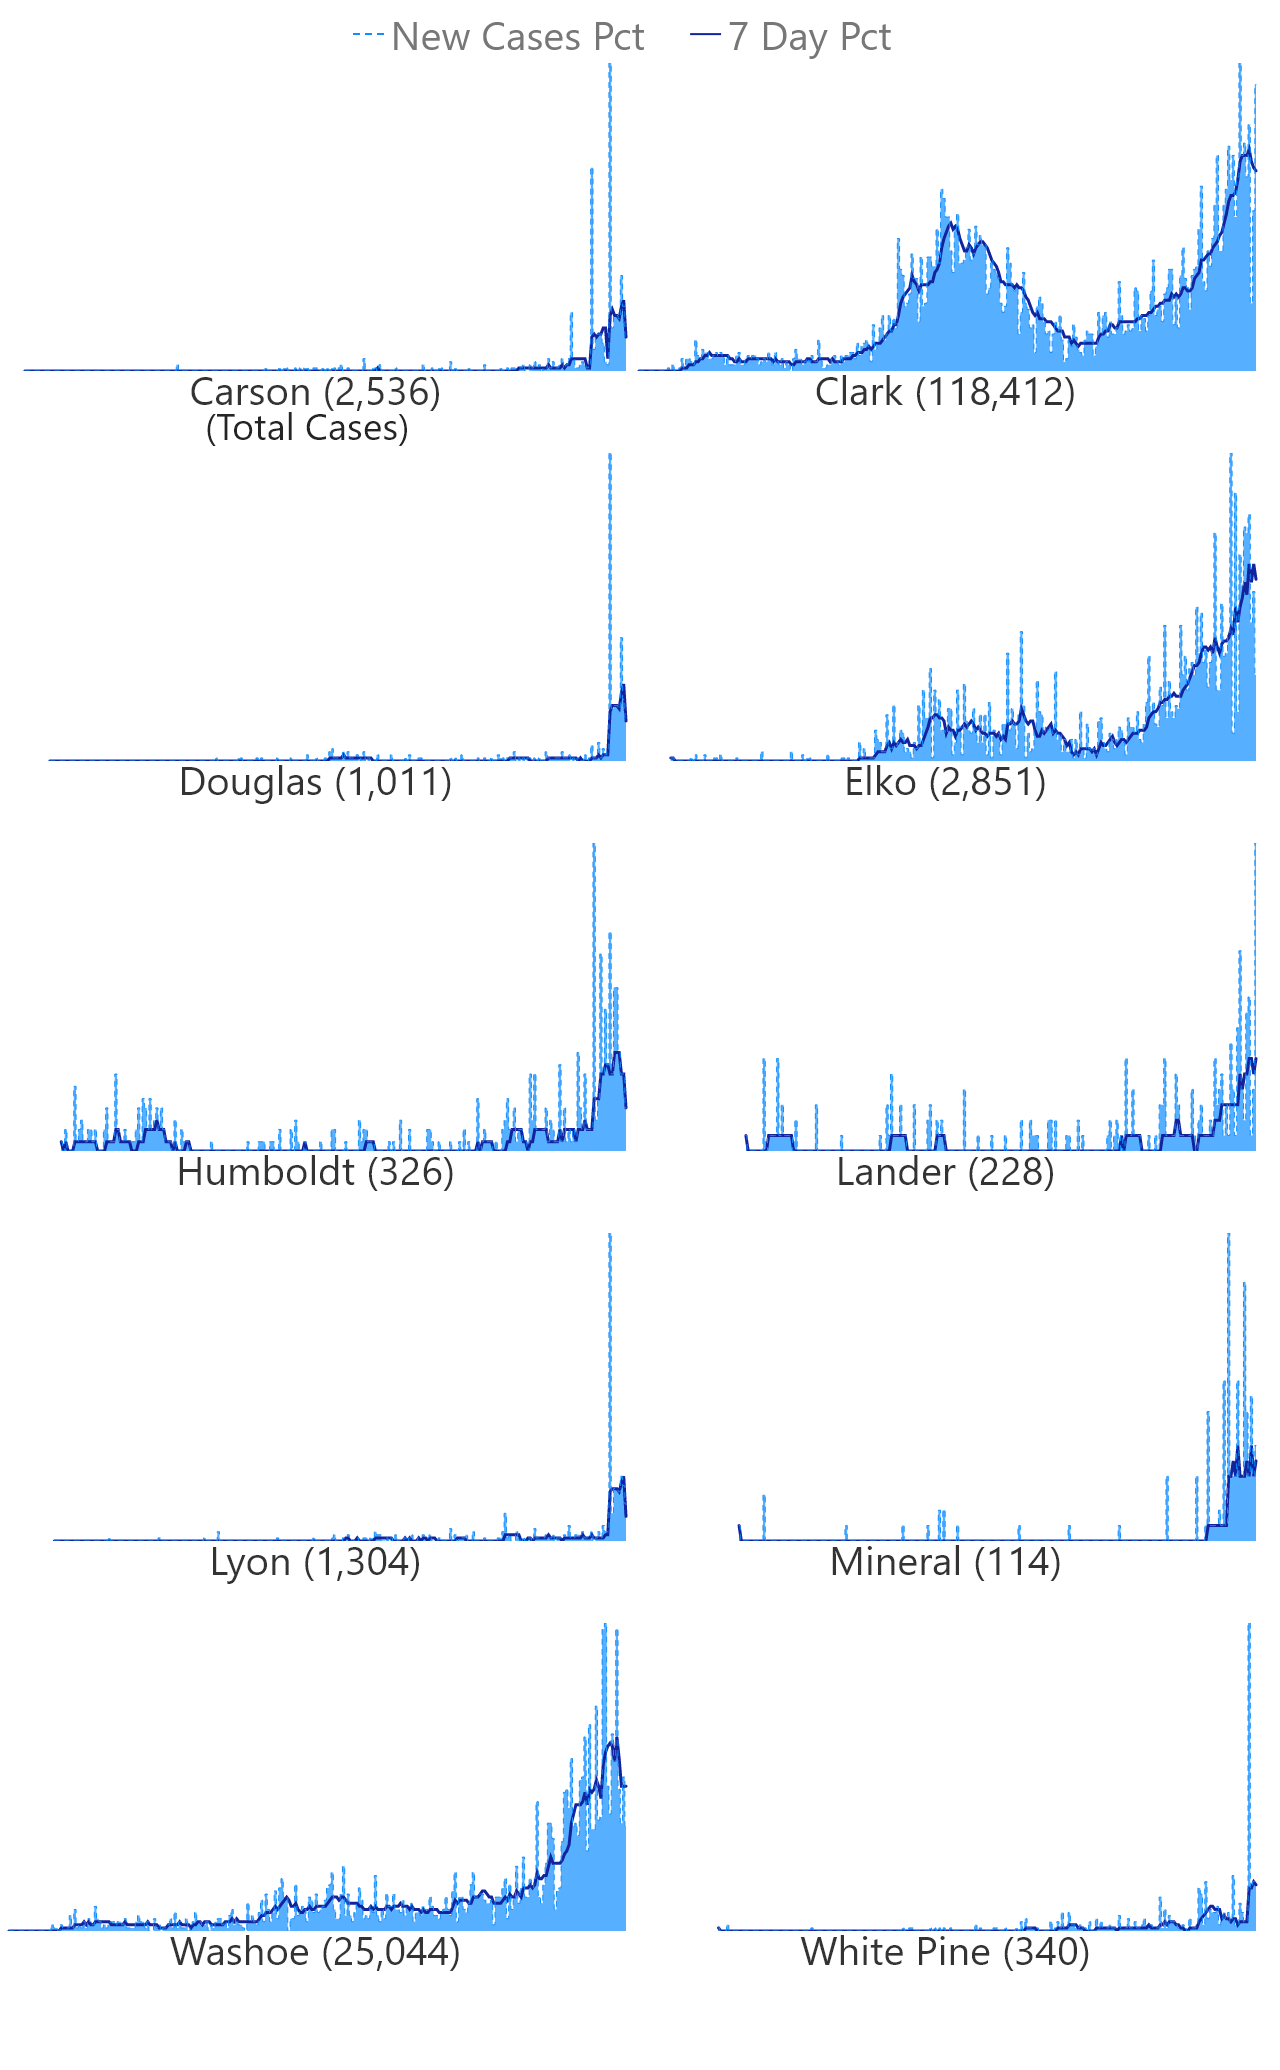 New Cases Pct 7 Day Pct
Carson (2,536)
(Total Cases)
Clark (118,412)
Douglas (1,011)
Elko (2,851)
Humboldt (326)
Lander (228)
Lyon (1,304)
Mineral (114)
Washoe (25,044)
White Pine (340)